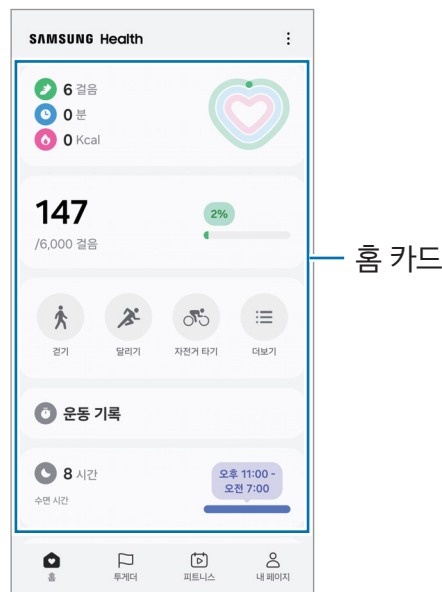 SAMSUNG Health
6 걸음
0 분
0 Kcal
147
2%
/6,000 걸음
홈 카드
걷기
달리기
자전거 타기
더보기
운동 기록
8 시간
오후 11:00 -
오전 7:00
수면 시간
홈
투게더
피트니스
내 페이지